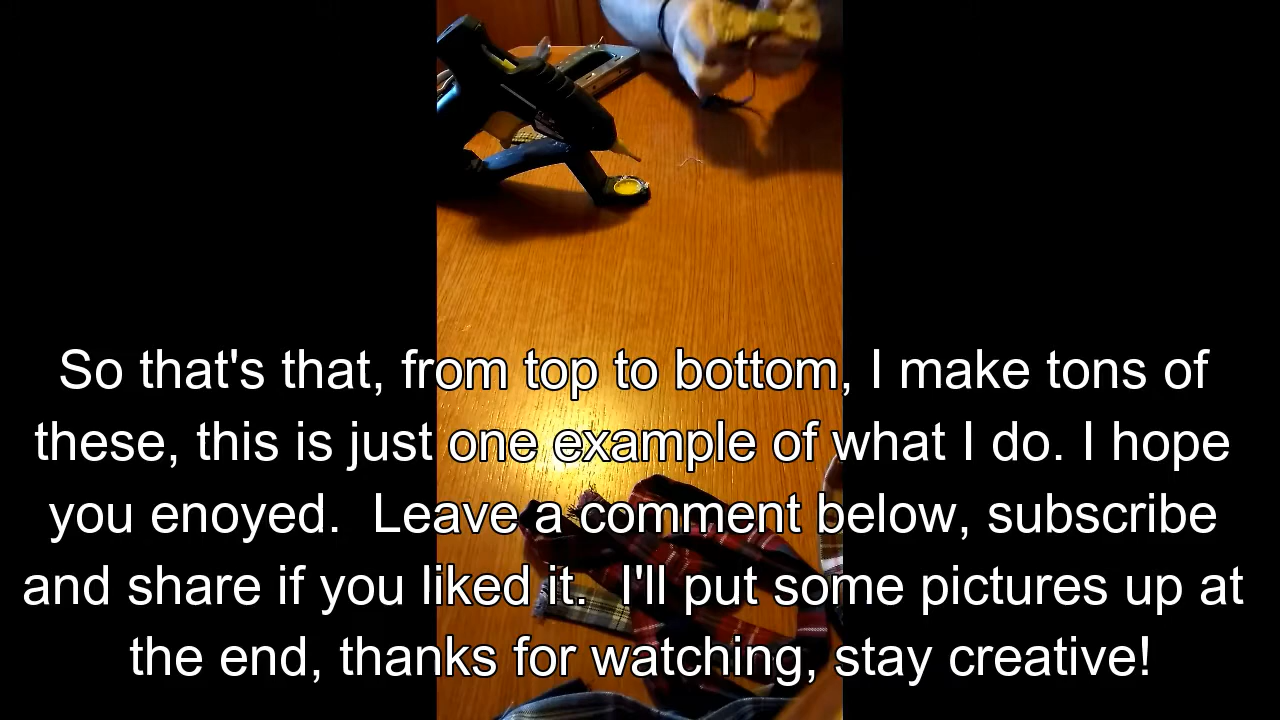 So that's that, from top to bottom, I make tons of
these, this is just one example of what I do. I hope
you enoyed.  Leave a comment below, subscribe
and share if you liked it.  I'll put some pictures up at
the end, thanks for watching, stay creative!